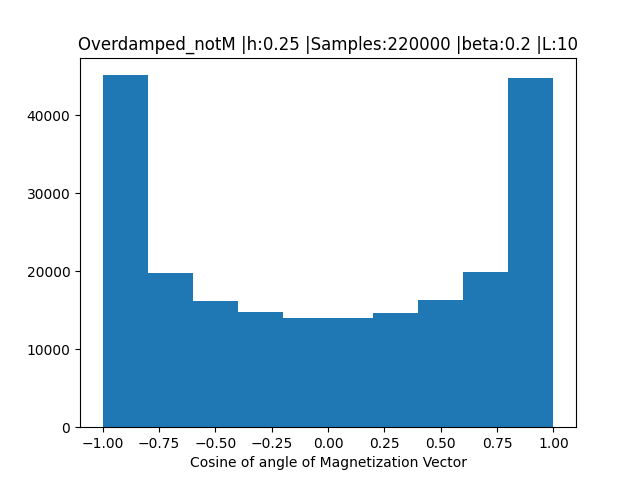 Overdamped_notM |h:0.25 |Samples:220000 |beta:0.2 |L:10
40000
30000
20000
10000
0
−1.00 −0.75 −0.50 −0.25 0.00 0.25 0.50 0.75 1.00
Cosine of angle of Magnetization Vector